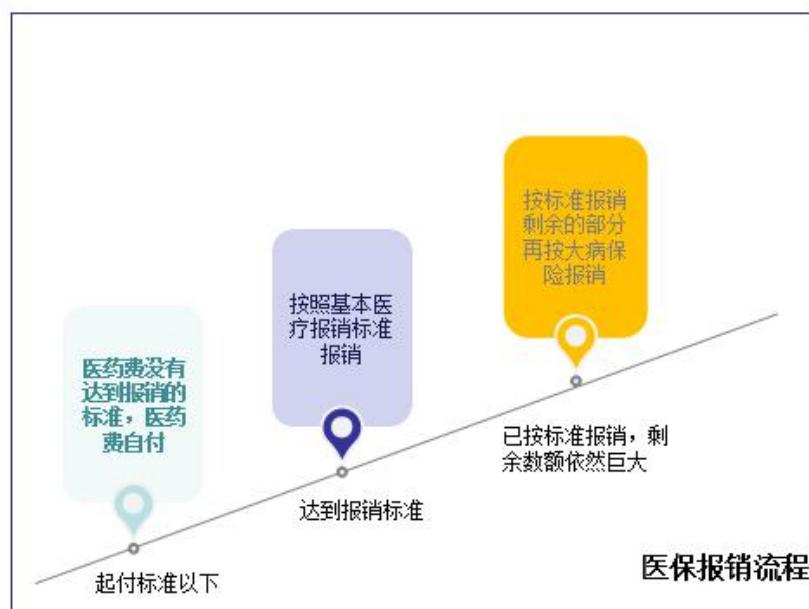 医药费没有
达到报销的
标准，医药
费自付
起付标准以下
按照基本医
疗报销标准
报销
达到报销标准
按标准报销
剩余的部分
再按大病保
险报销
已按标准报销，剩
余数额依然巨大
医保报销流程